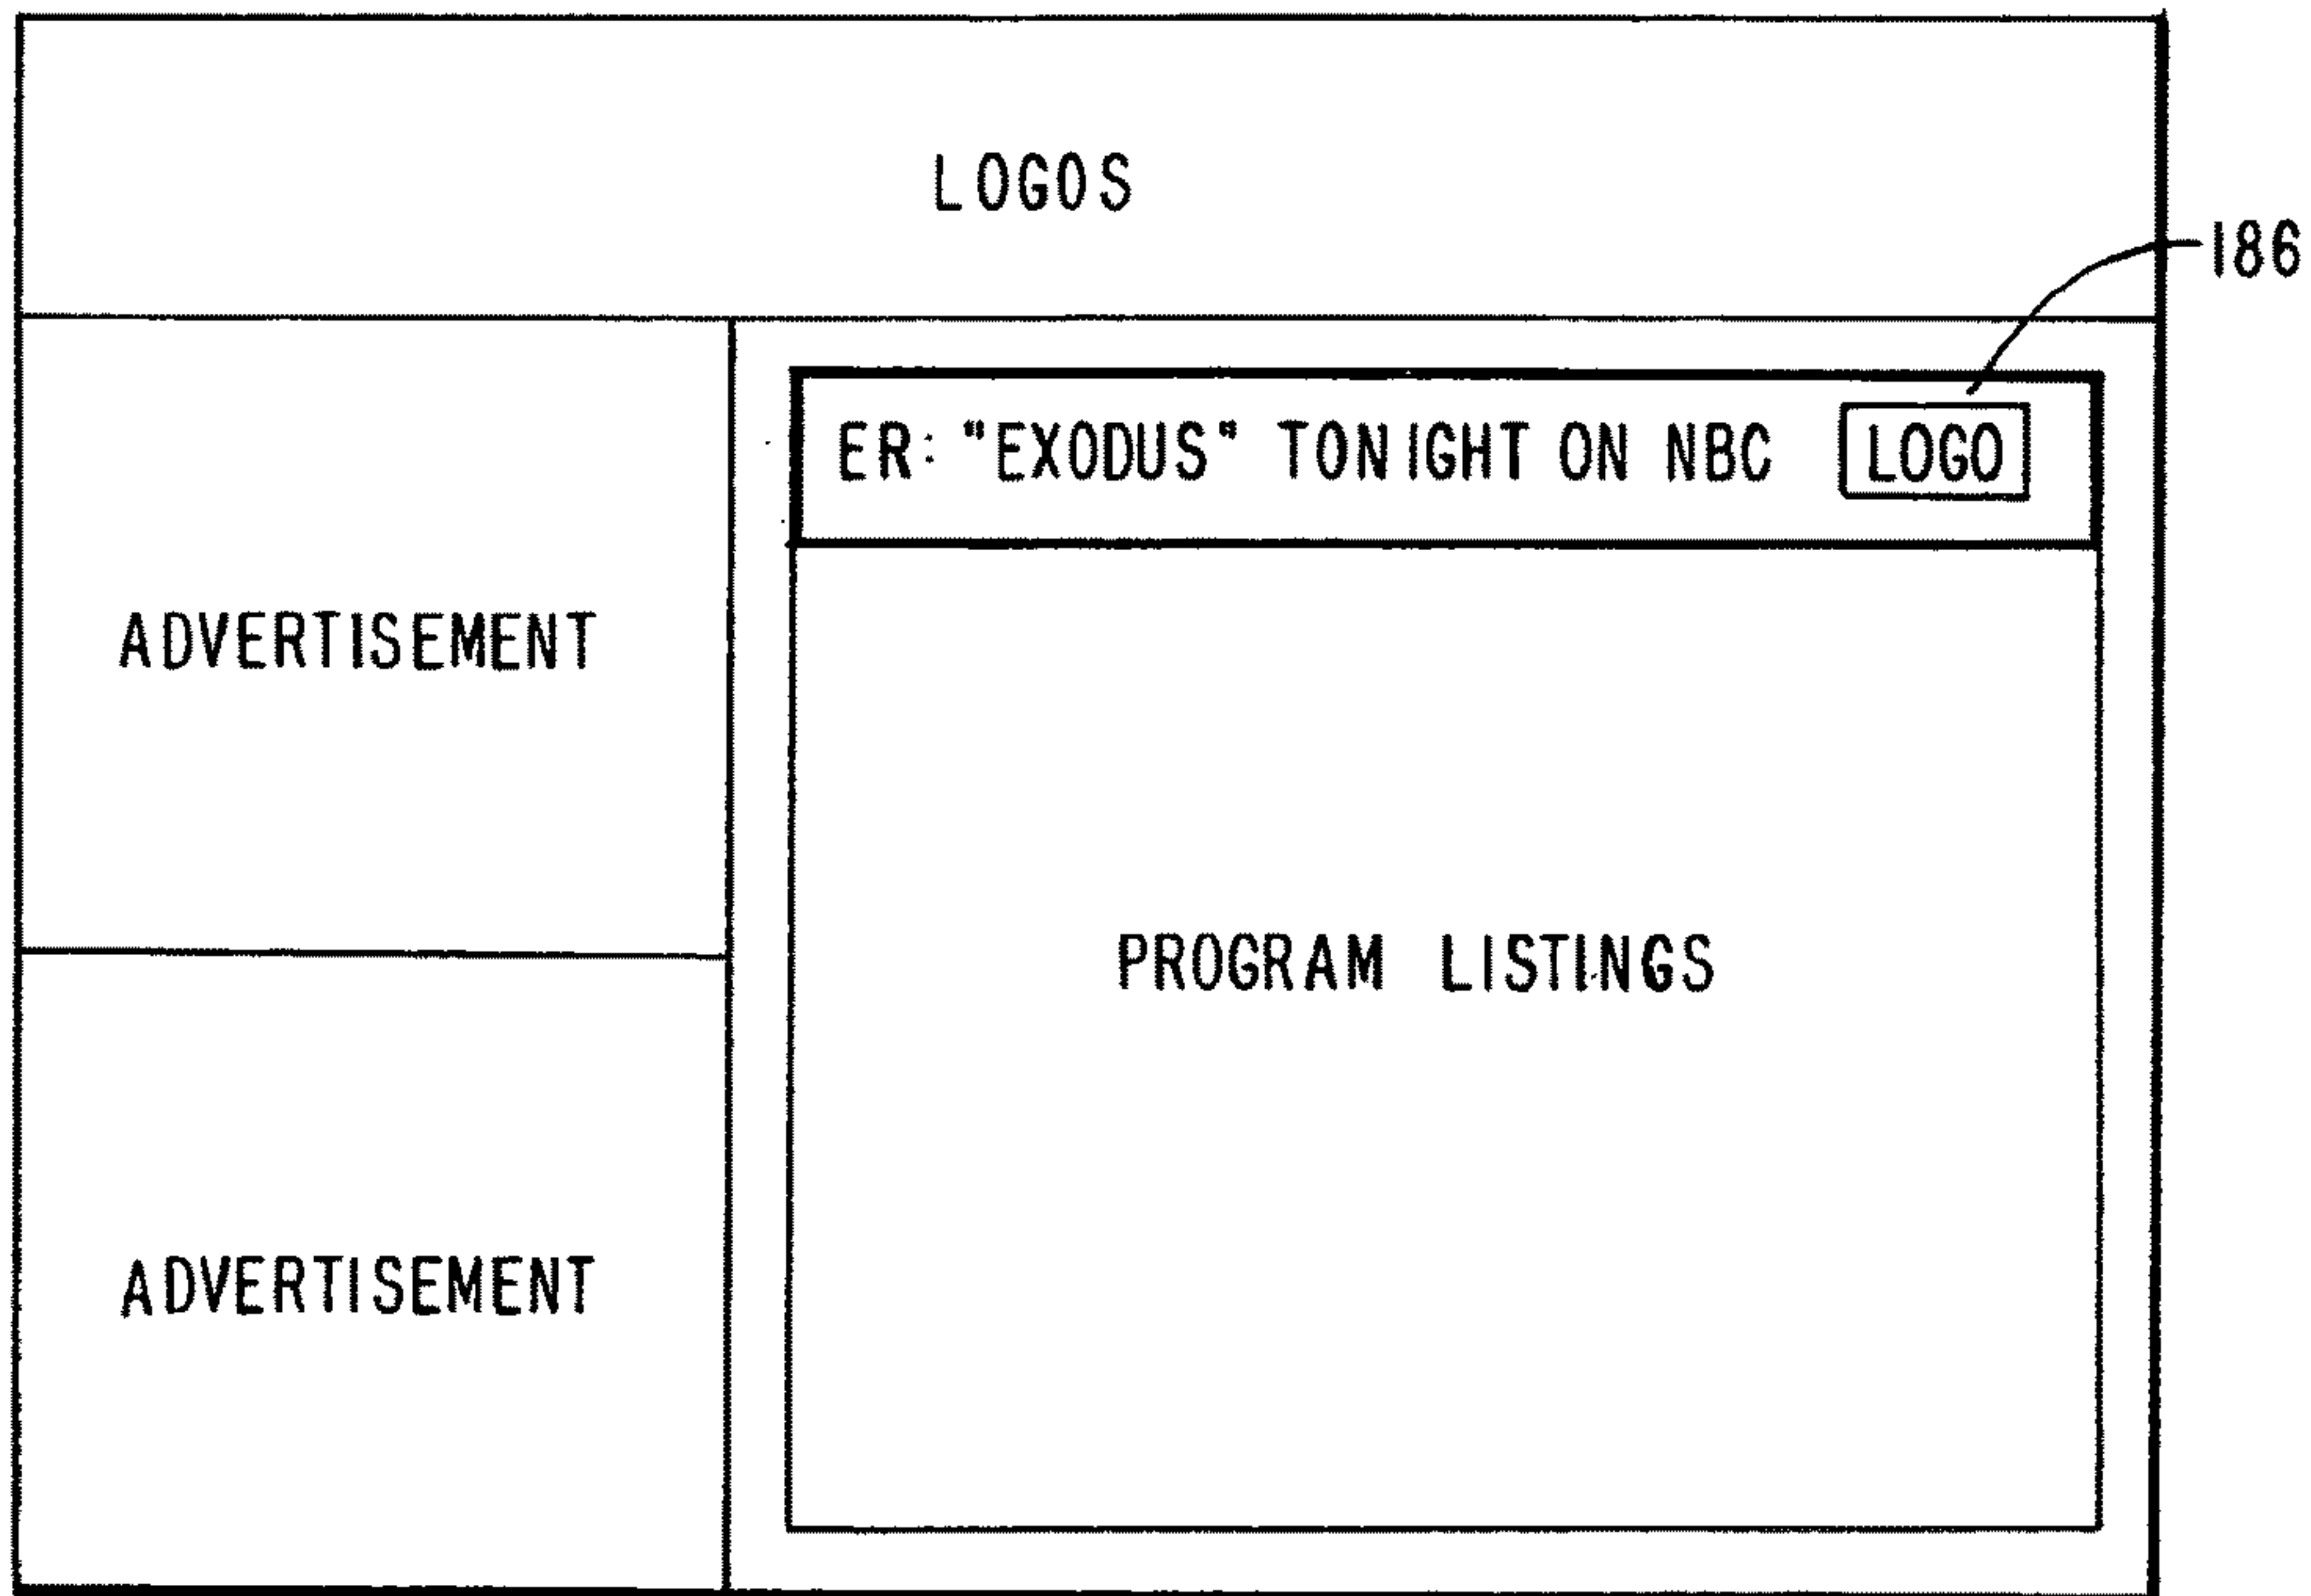 LOGOS
186
ER: "EXODUS" TONIGHT ON NBC LOGO
ADVERTISEMENT
PROGRAM LISTINGS
ADVERTISEMENT